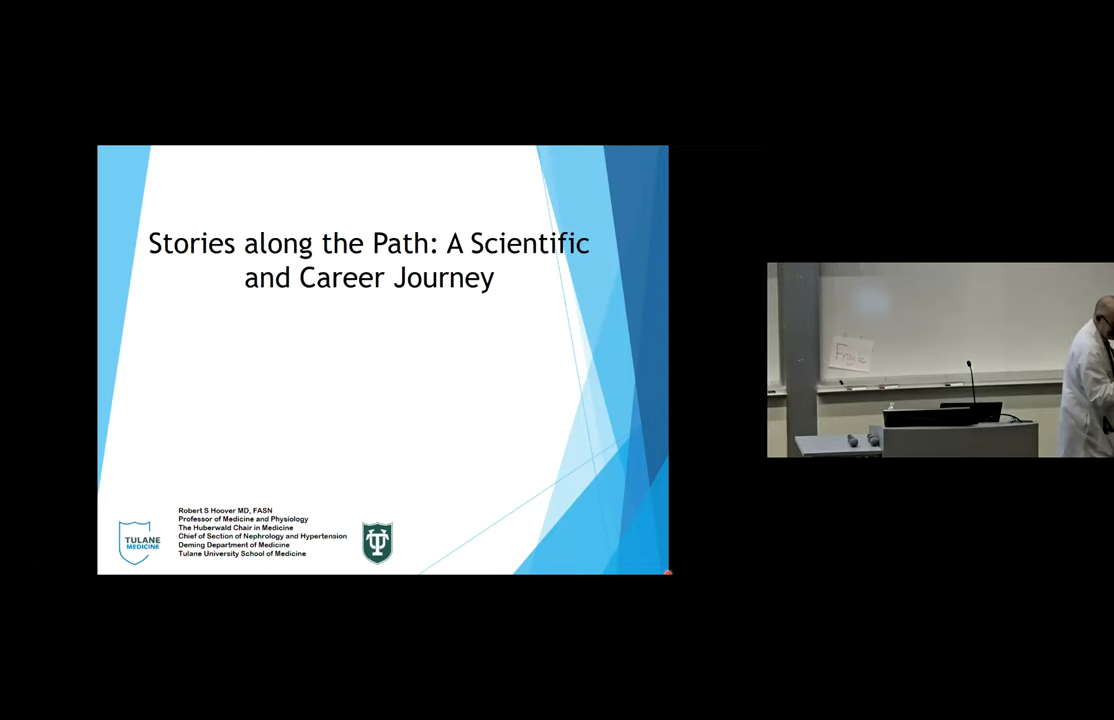 Stories along the Path: A Scientific
and Career Journey
Robert S Hoover MD, FASN
Professor of Medicine and Physiology
The Huberwald Chair in Medicine
Chief of Section of Nephrology and Hypertension
Deming Department of Medicine
Tulane University School of Medicine
TULANE
MEDICINE